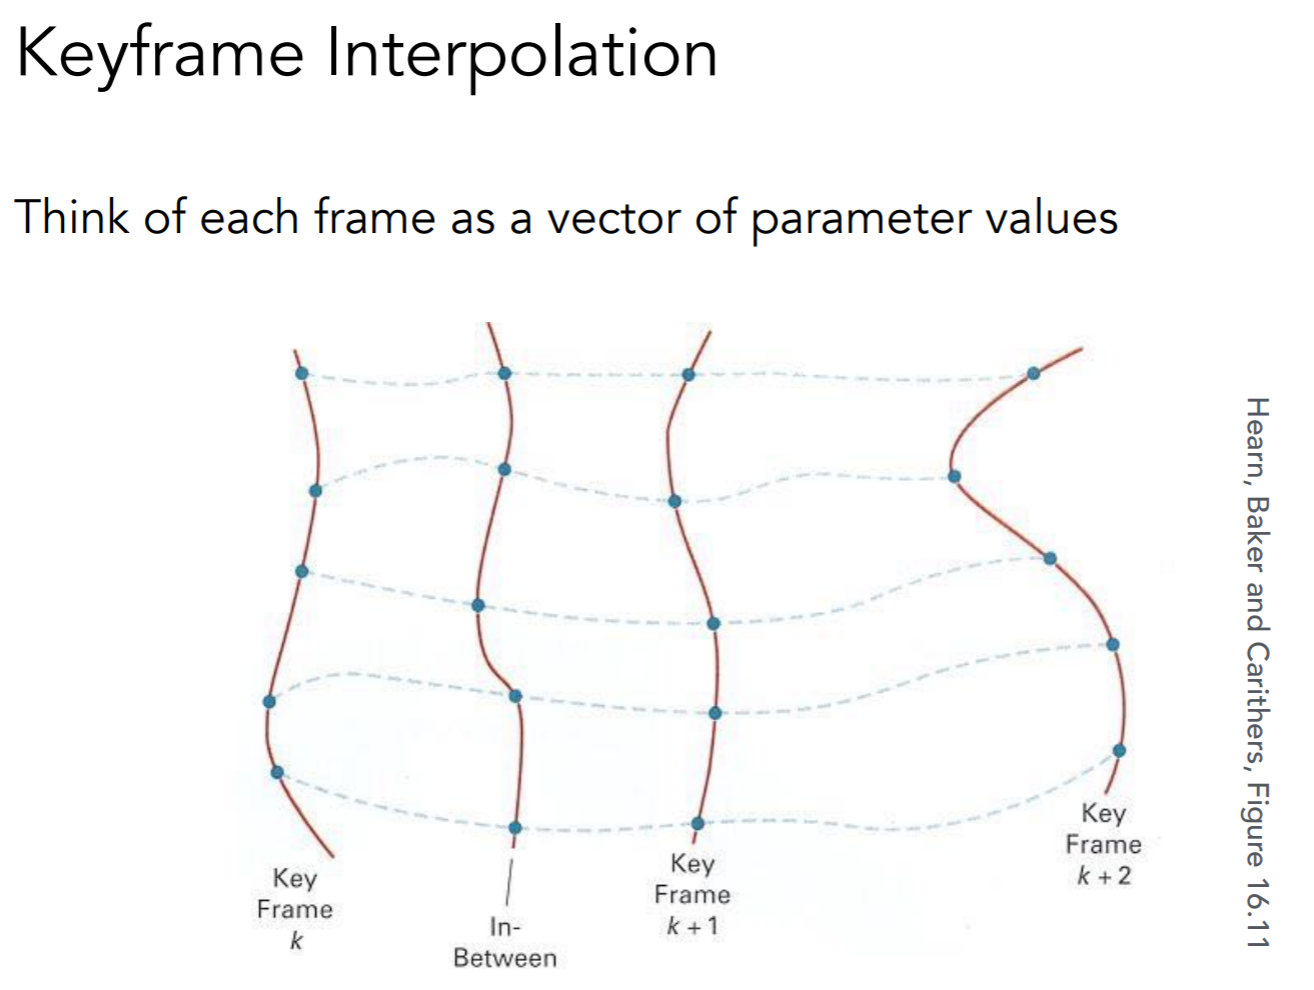 Keyframe Interpolation
Think of each frame as a vector of parameter values
Key
Frame
k
In-
Between
Key
Frame
k + 1
Key
Frame
k + 2
Hearn, Baker and Carithers, Figure 16.11